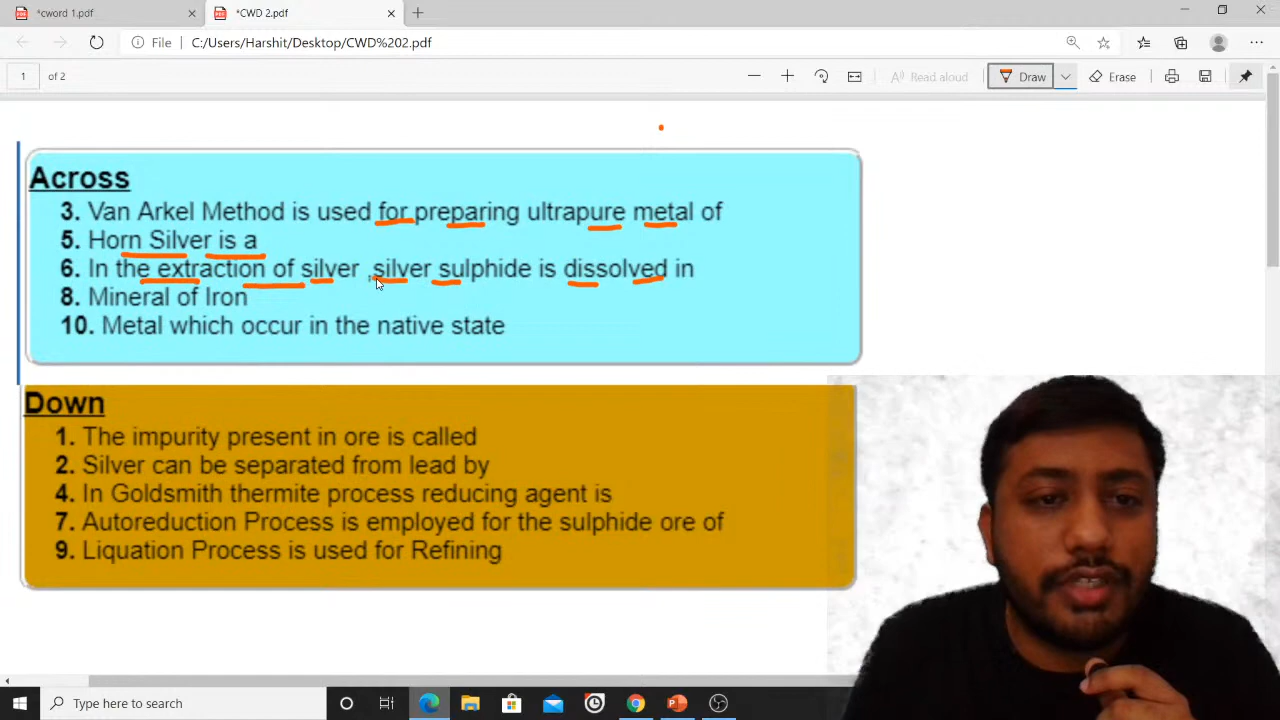 *cword 1.pdf
*CWD 2.pdf
File
C:/Users/Harshit/Desktop/CWD%202.pdf
1 of 2
Read aloud
Draw
Erase
Across
3. Van Arkel Method is used for preparing ultrapure metal of
5. Horn Silver is a
6. In the extraction of silver ,silver sulphide is dissolved in
8. Mineral of Iron
10. Metal which occur in the native state
Down
1. The impurity present in ore is called
2. Silver can be separated from lead by
4. In Goldsmith thermite process reducing agent is
7. Autoreduction Process is employed for the sulphide ore of
9. Liquation Process is used for Refining
Type here to search